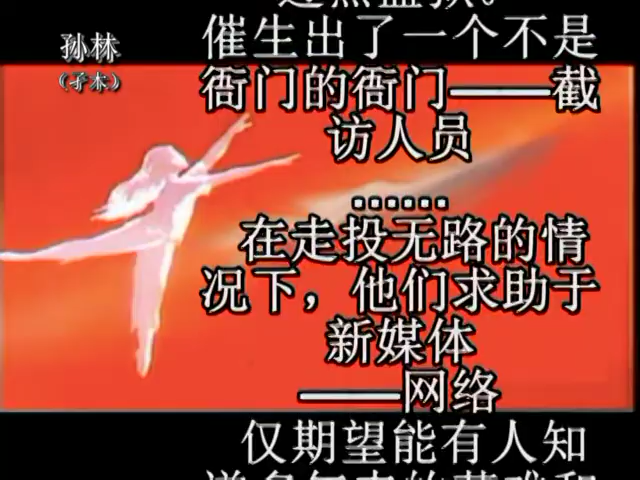 孙林
（孑木）
催生出了一个不是
衙门的衙门——截
访人员
……
在走投无路的情
况下，他们求助于
新媒体
——网络
仅期望能有人知